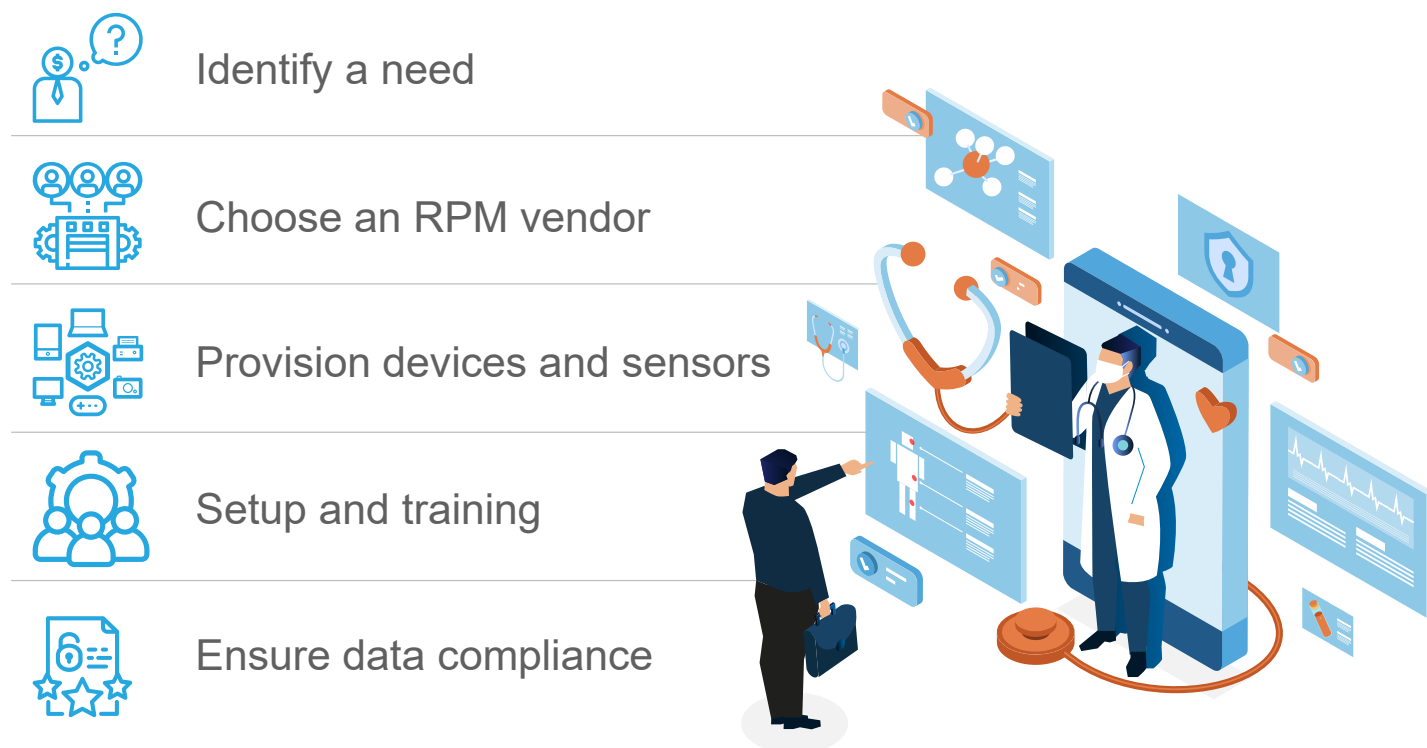 Identify a need
Choose an RPM vendor
Provision devices and sensors
Setup and training
Ensure data compliance